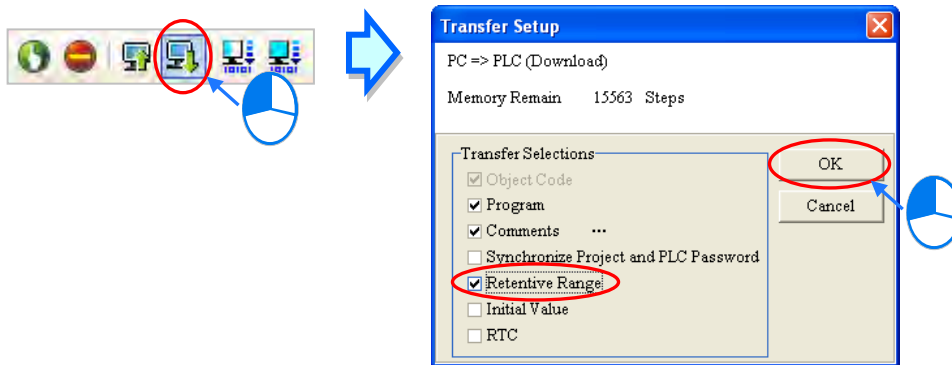 Transfer Setup
PC => PLC (Download)
Memory Remain 15563 Steps
Transfer Selections
Object Code
Program
Comments ...
Synchronize Project and PLC Password
Retentive Range
Initial Value
RTC
OK
Cancel